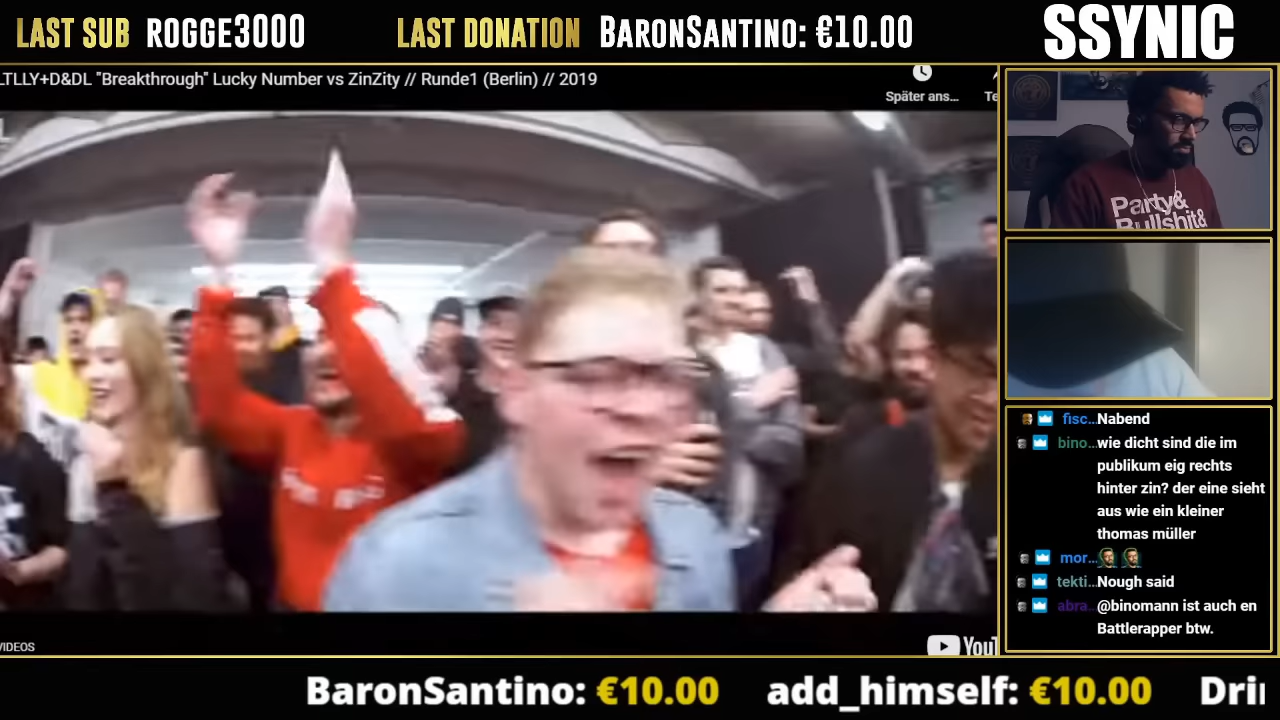 LAST SUB ROGGE3000 LAST DONATION BARONSANTINO: €10.00 SSYNIC
LTLLY+D&DL "Breakthrough" Lucky Number vs ZinZity // Runde1 (Berlin) // 2019
Später ans... Te
Party&
Bullshit&
fisc... Nabend
bino... wie dicht sind die im
publikum eig rechts
hinter zin? der eine sieht
aus wie ein kleiner
thomas müller
mor...
tekti... Nough said
abra... @binomann ist auch en
Battlerapper btw.
VIDEOS YouT
BaronSantino: €10.00 add_himself: €10.00 Dri